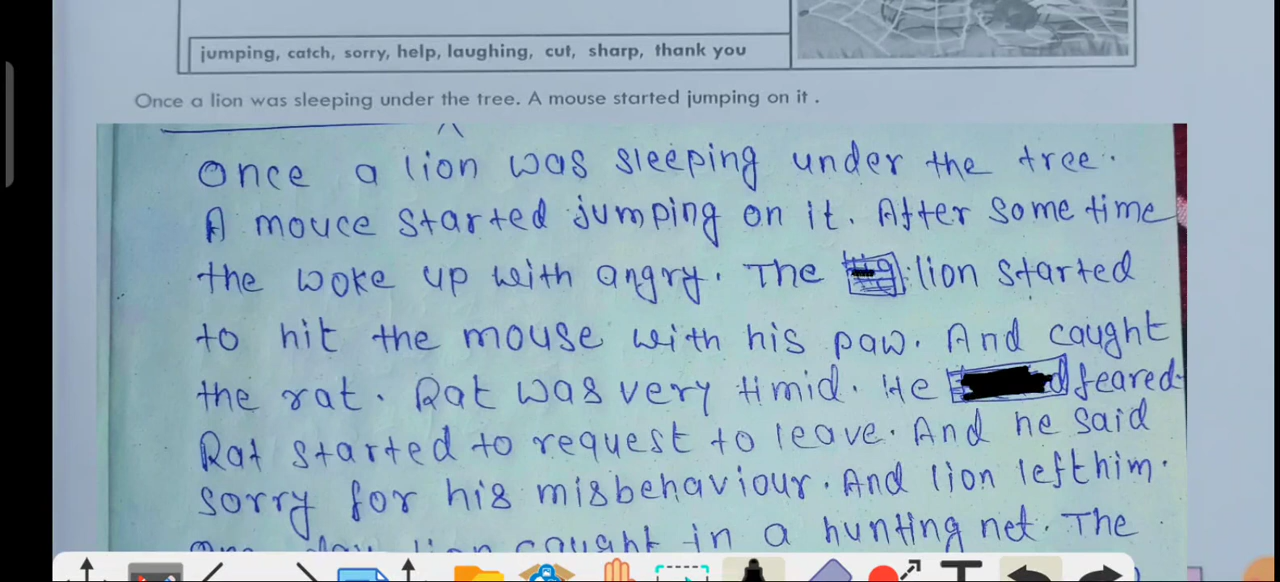 jumping, catch, sorry, help, laughing, cut, sharp, thank you
Once a lion was sleeping under the tree. A mouse started jumping on it .
Once a lion was sleeping under the tree.
A mouce started jumping on it. After some time
the woke up with angry. The lion started
to hit the mouse with his paw. And caught
the rat. Rat was very timid. He feared
Rat started to request to leave. And he said
sorry for his misbehaviour. And lion left him.
one day lion caught in a hunting net. The